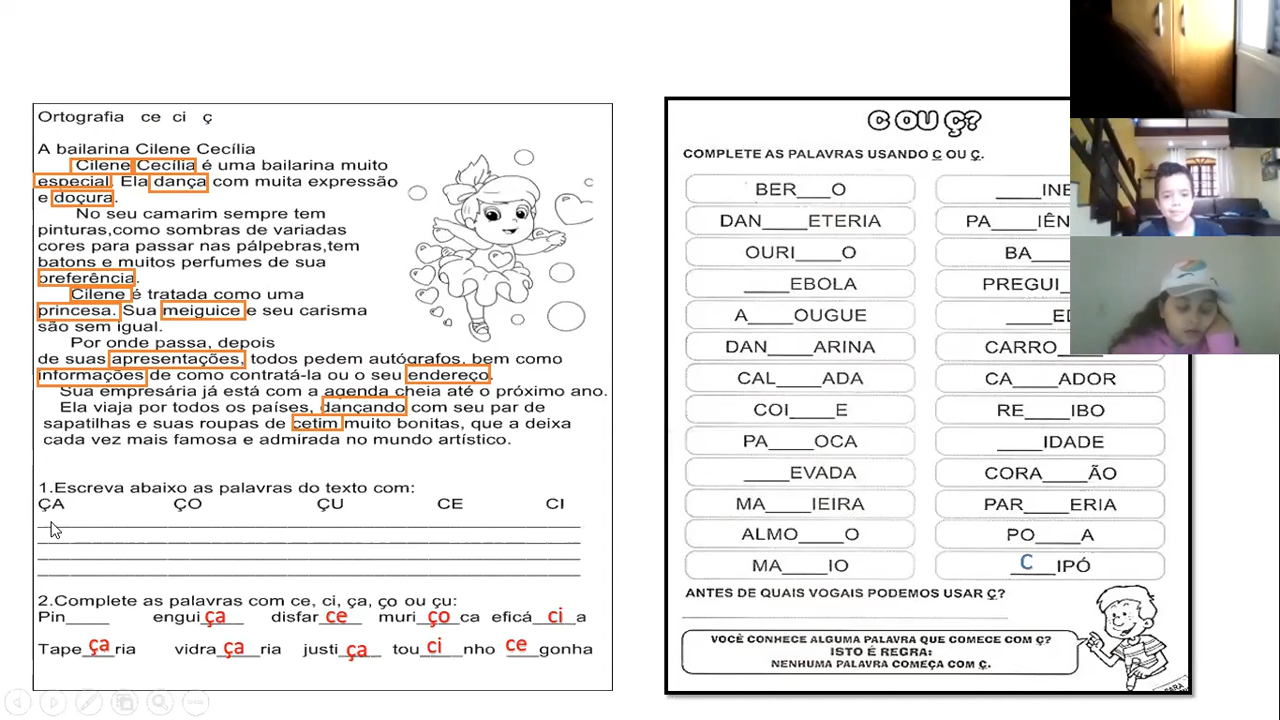 Ortografia ce ci ç
A bailarina Cilene Cecília
Cilene Cecília é uma bailarina muito
especial. Ela dança com muita expressão
e doçura.
No seu camarim sempre tem
pinturas,como sombras de variadas
cores para passar nas pálpebras,tem
batons e muitos perfumes de sua
preferência.
Cilene é tratada como uma
princesa. Sua meiguice e seu carisma
são sem igual.
Por onde passa, depois
de suas apresentações, todos pedem autógrafos, bem como
informações de como contratá-la ou o seu endereço.
Sua empresária já está com a agenda cheia até o próximo ano.
Ela viaja por todos os países, dançando com seu par de
sapatilhas e suas roupas de cetim muito bonitas, que a deixa
cada vez mais famosa e admirada no mundo artístico.
1.Escreva abaixo as palavras do texto com:
ÇA ÇO ÇU CE CI
2.Complete as palavras com ce, ci, ça, ço ou çu:
Pin_____ engui ça disfar ce muri ço ca eficá ci a
Tape ça ria vidra ça ria justi ça tou ci nho ce gonha
C OU Ç?
COMPLETE AS PALAVRAS USANDO C OU Ç.
BER____O ____INE
DAN____ETERIA PA____IÊN
OURI____O BA____
____EBOLA PREGUI
A____OUGUE ____E
DAN____ARINA CARRO
CAL____ADA CA____ADOR
COI____E RE____IBO
PA____OCA ____IDADE
____EVADA CORA____ÃO
MA____IEIRA PAR____ERIA
ALMO____O PO____A
MA____IO C IPÓ
ANTES DE QUAIS VOGAIS PODEMOS USAR Ç?
VOCÊ CONHECE ALGUMA PALAVRA QUE COMECE COM Ç?
ISTO É REGRA:
NENHUMA PALAVRA COMEÇA COM Ç.